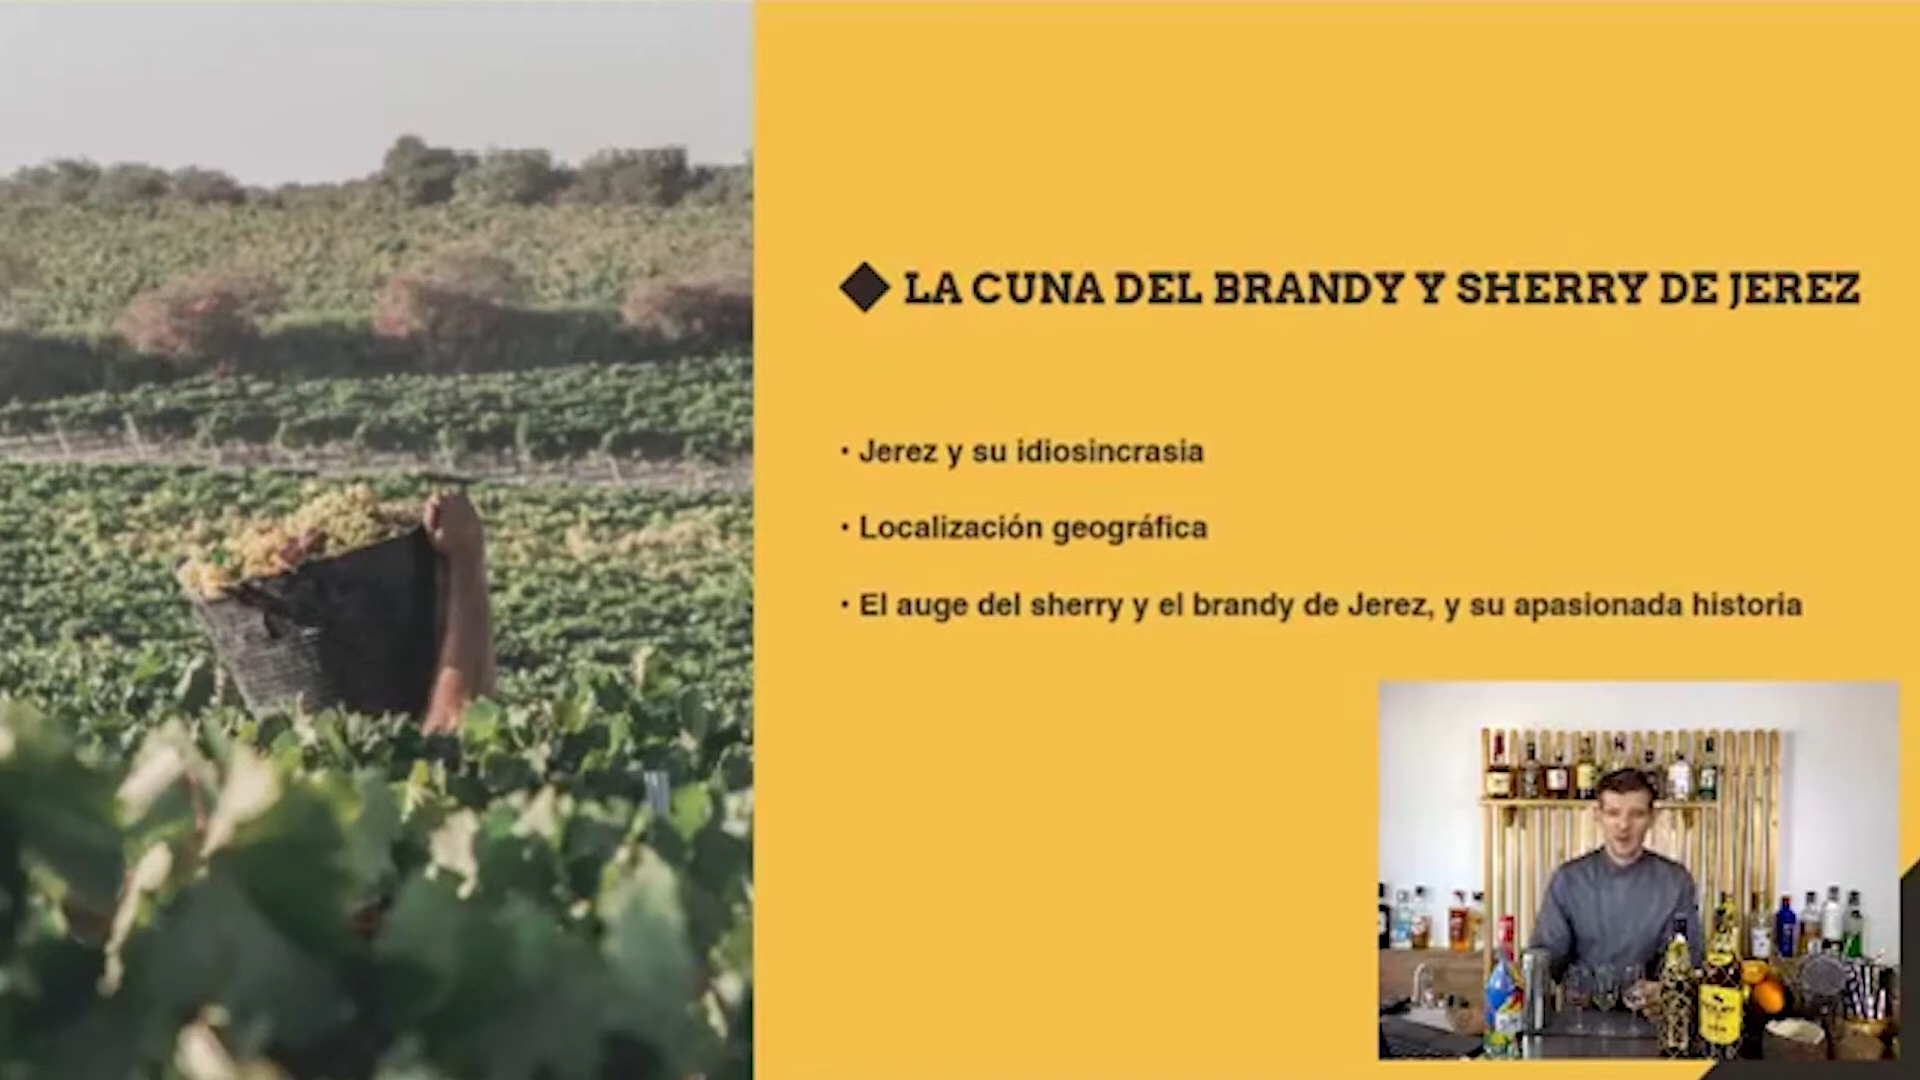 LA CUNA DEL BRANDY Y SHERRY DE JEREZ
• Jerez y su idiosincrasia
• Localización geográfica
• El auge del sherry y el brandy de Jerez, y su apasionada historia